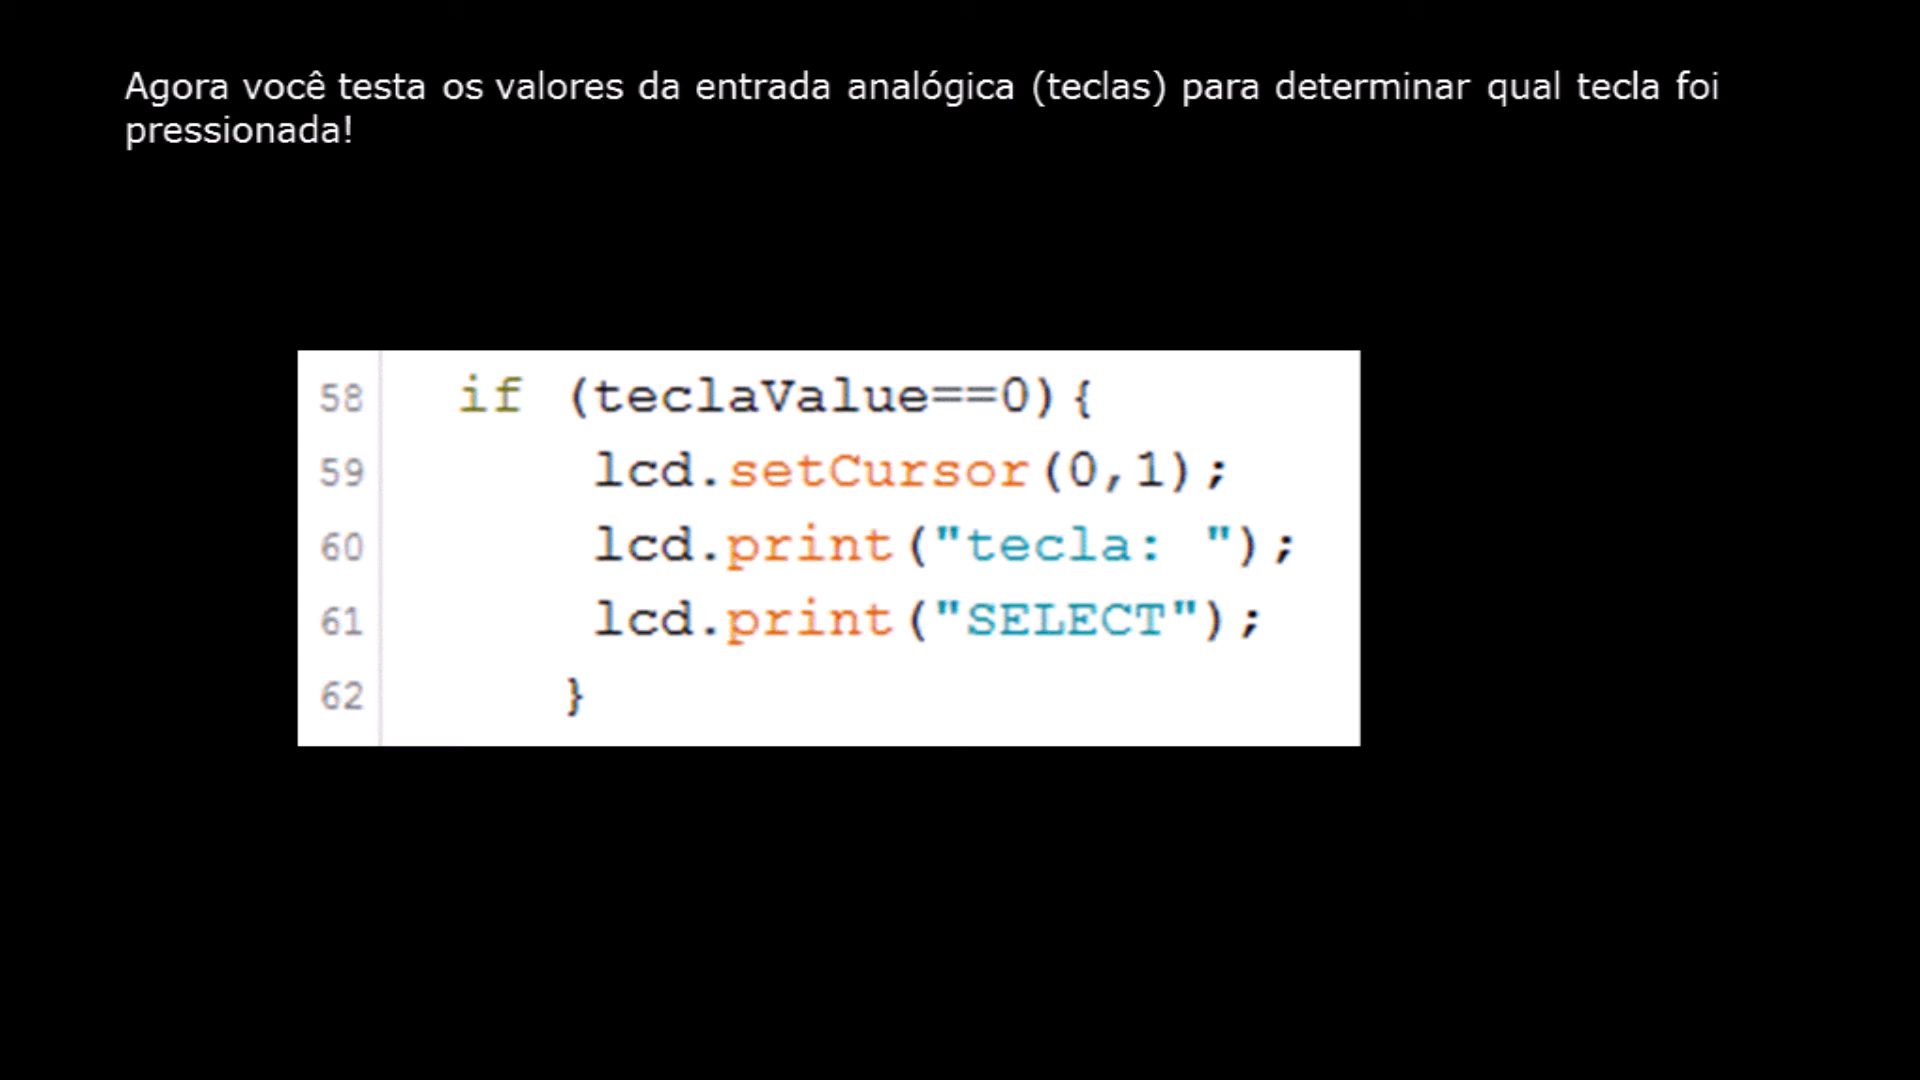 Agora você testa os valores da entrada analógica (teclas) para determinar qual tecla foi
pressionada!
58 if (teclaValue==0){
59 lcd.setCursor(0,1);
60 lcd.print("tecla: ");
61 lcd.print("SELECT");
62 }